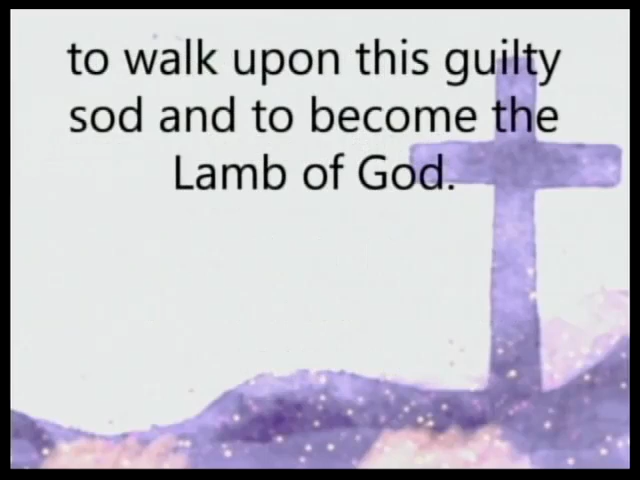 to walk upon this guilty
sod and to become the
Lamb of God.